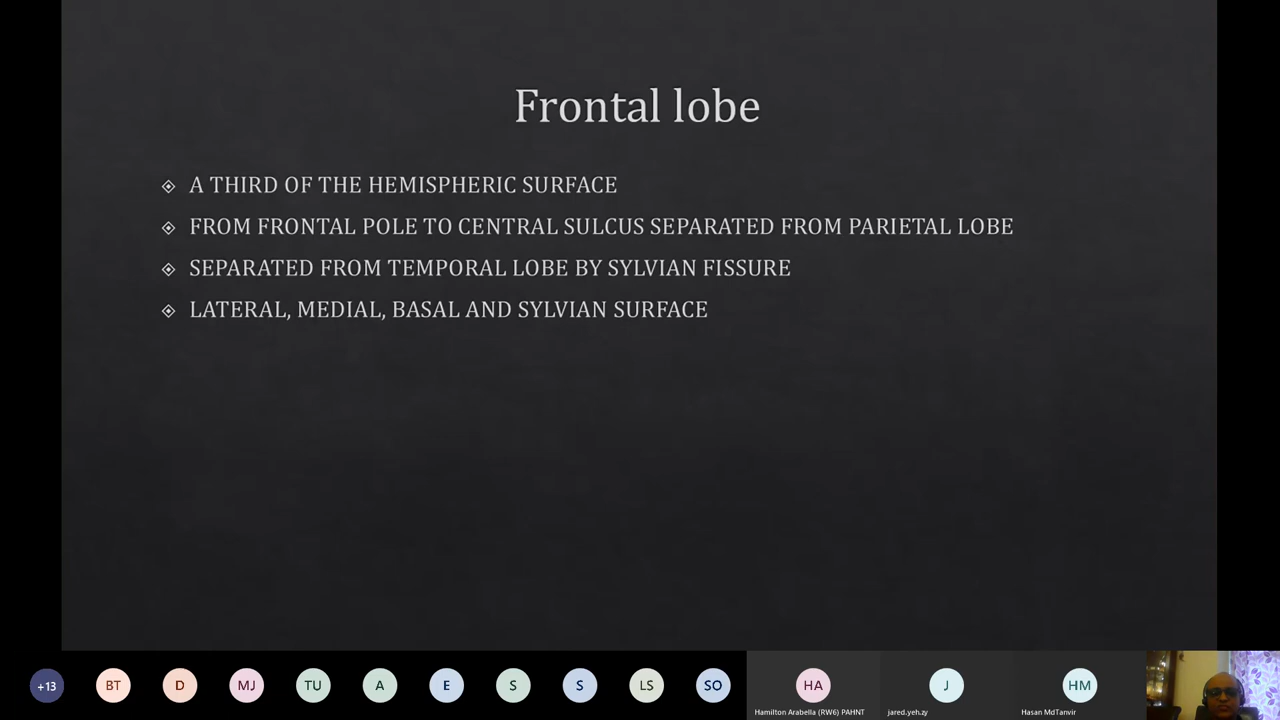 Frontal lobe
A THIRD OF THE HEMISPHERIC SURFACE
FROM FRONTAL POLE TO CENTRAL SULCUS SEPARATED FROM PARIETAL LOBE
SEPARATED FROM TEMPORAL LOBE BY SYLVIAN FISSURE
LATERAL, MEDIAL, BASAL AND SYLVIAN SURFACE
+13 BT D MJ TU A E S S LS SO HA J HM
Hamilton Arabella (RW6) PAHNT jared.yeh.zy Hasan MdTanvir